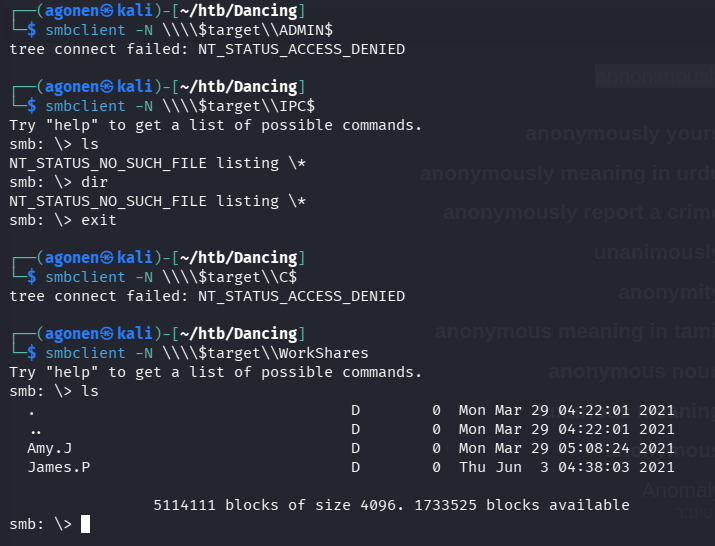 ┌──(agonen㉿kali)-[~/htb/Dancing]
└─$ smbclient -N \\\\$target\\ADMIN$
tree connect failed: NT_STATUS_ACCESS_DENIED
┌──(agonen㉿kali)-[~/htb/Dancing]
└─$ smbclient -N \\\\$target\\IPC$
Try "help" to get a list of possible commands.
smb: \> ls
NT_STATUS_NO_SUCH_FILE listing \*
smb: \> dir
NT_STATUS_NO_SUCH_FILE listing \*
smb: \> exit
┌──(agonen㉿kali)-[~/htb/Dancing]
└─$ smbclient -N \\\\$target\\C$
tree connect failed: NT_STATUS_ACCESS_DENIED
┌──(agonen㉿kali)-[~/htb/Dancing]
└─$ smbclient -N \\\\$target\\WorkShares
Try "help" to get a list of possible commands.
smb: \> ls
. D 0 Mon Mar 29 04:22:01 2021
.. D 0 Mon Mar 29 04:22:01 2021
Amy.J D 0 Mon Mar 29 05:08:24 2021
James.P D 0 Thu Jun 3 04:38:03 2021
5114111 blocks of size 4096. 1733525 blocks available
smb: \>
anonymously yours
anonymously meaning in urdu
anonymously report a crime
unanimously
anonymity
anonymous meaning in tami
anonymous noun